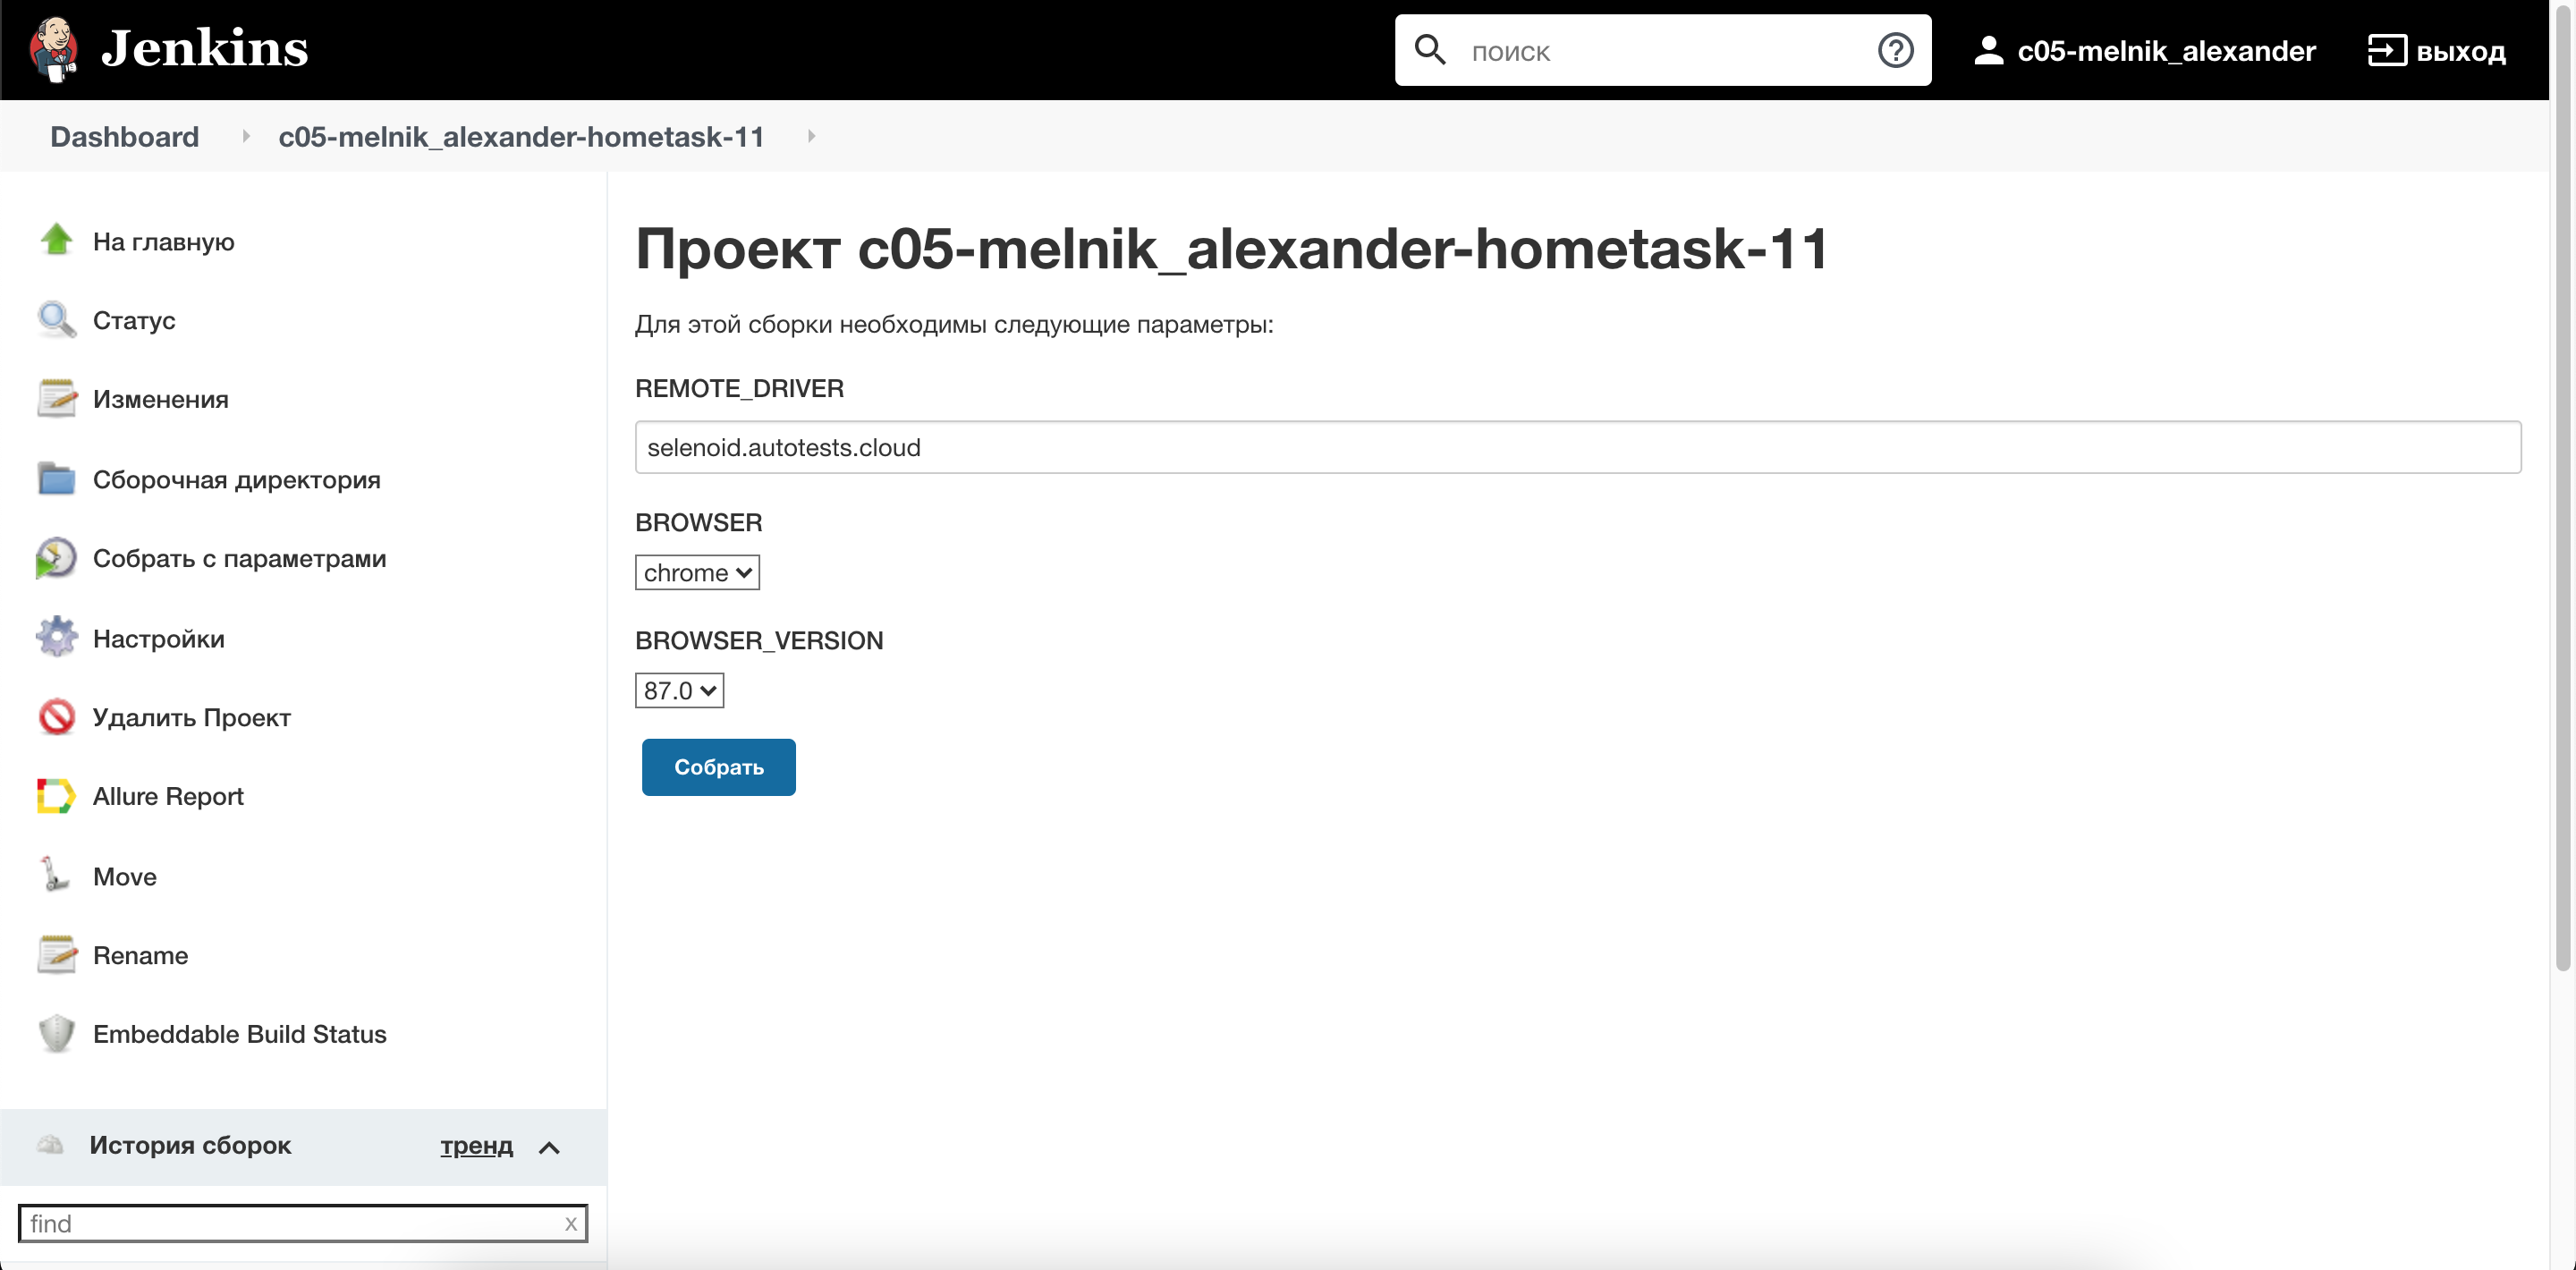 Jenkins
поиск
c05-melnik_alexander
выход
Dashboard
c05-melnik_alexander-hometask-11
На главную
Статус
Изменения
Сборочная директория
Собрать с параметрами
Настройки
Удалить Проект
Allure Report
Move
Rename
Embeddable Build Status
История сборок тренд
find x
Проект c05-melnik_alexander-hometask-11
Для этой сборки необходимы следующие параметры:
REMOTE_DRIVER
selenoid.autotests.cloud
BROWSER
chrome
BROWSER_VERSION
87.0
Собрать